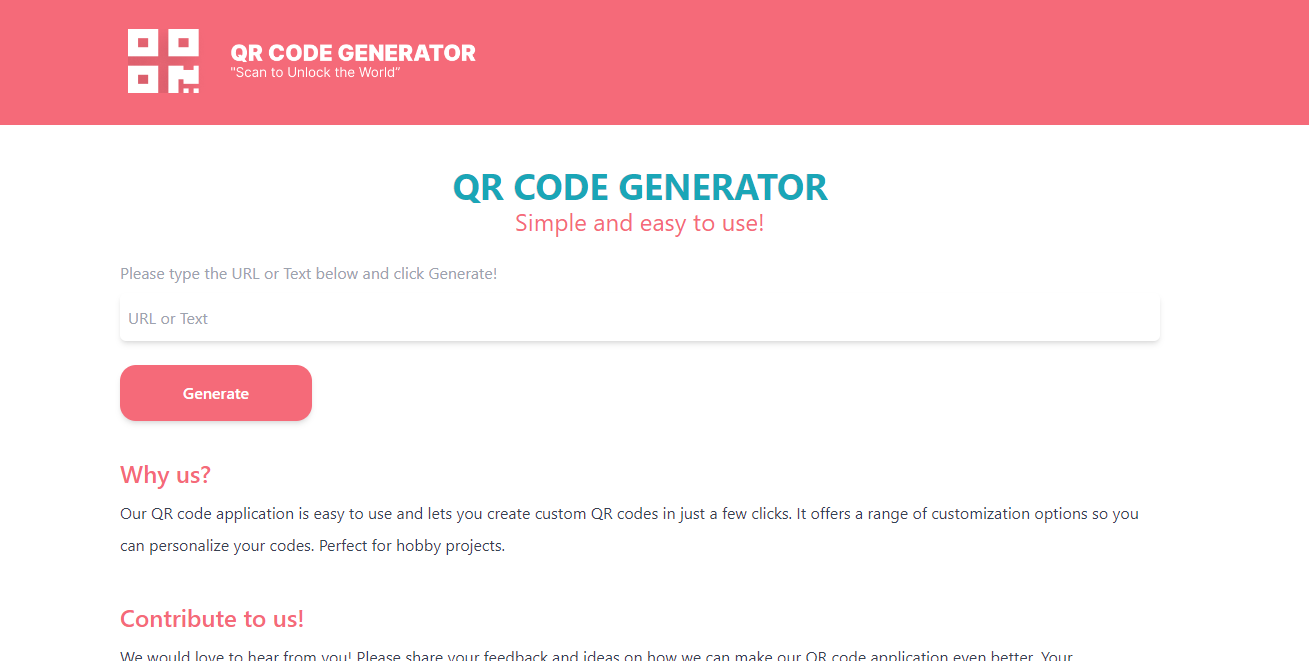 QR CODE GENERATOR
"Scan to Unlock the World"
QR CODE GENERATOR
Simple and easy to use!
Please type the URL or Text below and click Generate!
URL or Text
Generate
Why us?
Our QR code application is easy to use and lets you create custom QR codes in just a few clicks. It offers a range of customization options so you
can personalize your codes. Perfect for hobby projects.
Contribute to us!
We would love to hear from you! Please share your feedback and ideas on how we can make our QR code application even better. Your